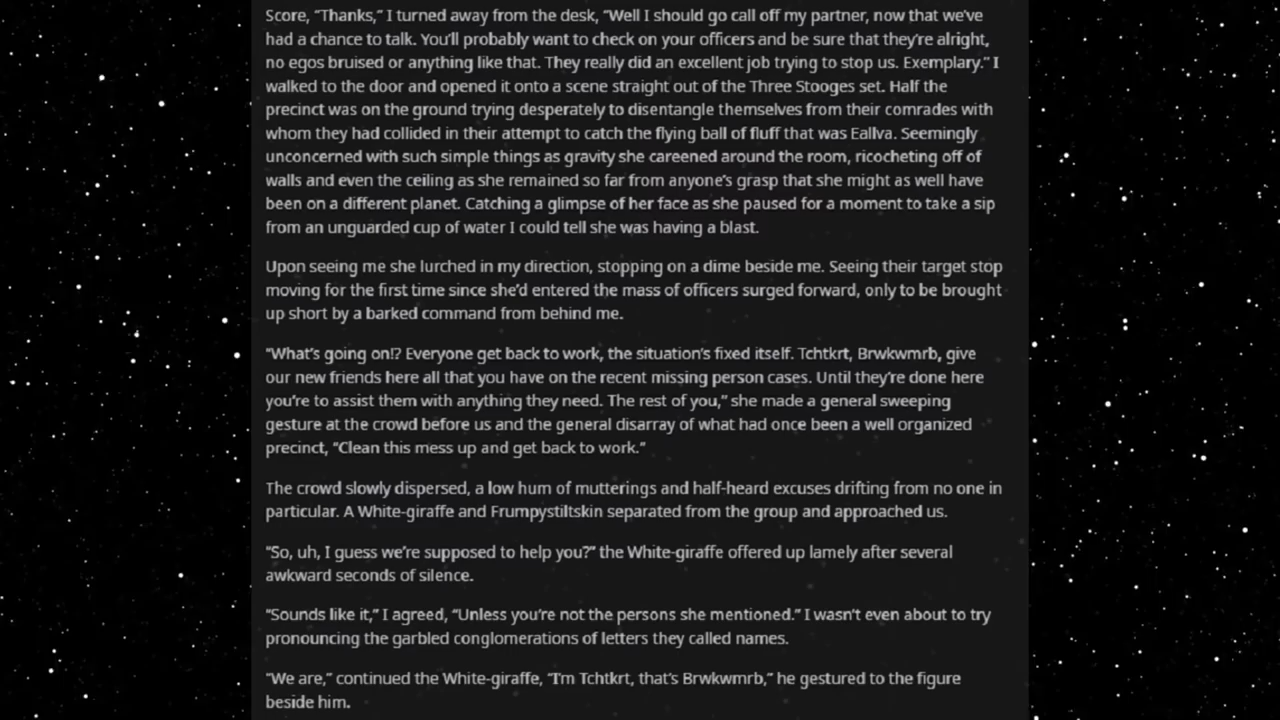 Score, “Thanks,” I turned away from the desk, “Well I should go call off my partner, now that we’ve
had a chance to talk. You’ll probably want to check on your officers and be sure that they’re alright,
no egos bruised or anything like that. They really did an excellent job trying to stop us. Exemplary.” I
walked to the door and opened it onto a scene straight out of the Three Stooges set. Half the
precinct was on the ground trying desperately to disentangle themselves from their comrades with
whom they had collided in their attempt to catch the flying ball of fluff that was Eallva. Seemingly
unconcerned with such simple things as gravity she careened around the room, ricocheting off of
walls and even the ceiling as she remained so far from anyone’s grasp that she might as well have
been on a different planet. Catching a glimpse of her face as she paused for a moment to take a sip
from an unguarded cup of water I could tell she was having a blast.
Upon seeing me she lurched in my direction, stopping on a dime beside me. Seeing their target stop
moving for the first time since she’d entered the mass of officers surged forward, only to be brought
up short by a barked command from behind me.
“What’s going on!? Everyone get back to work, the situation’s fixed itself. Tchtkrt, Brwkwmrb, give
our new friends here all that you have on the recent missing person cases. Until they’re done here
you’re to assist them with anything they need. The rest of you,” she made a general sweeping
gesture at the crowd before us and the general disarray of what had once been a well organized
precinct, “Clean this mess up and get back to work.”
The crowd slowly dispersed, a low hum of mutterings and half-heard excuses drifting from no one in
particular. A White-giraffe and Frumpystiltskin separated from the group and approached us.
“So, uh, I guess we’re supposed to help you?” the White-giraffe offered up lamely after several
awkward seconds of silence.
“Sounds like it,” I agreed, “Unless you’re not the persons she mentioned.” I wasn’t even about to try
pronouncing the garbled conglomerations of letters they called names.
“We are,” continued the White-giraffe, “I’m Tchtkrt, that’s Brwkwmrb,” he gestured to the figure
beside him.